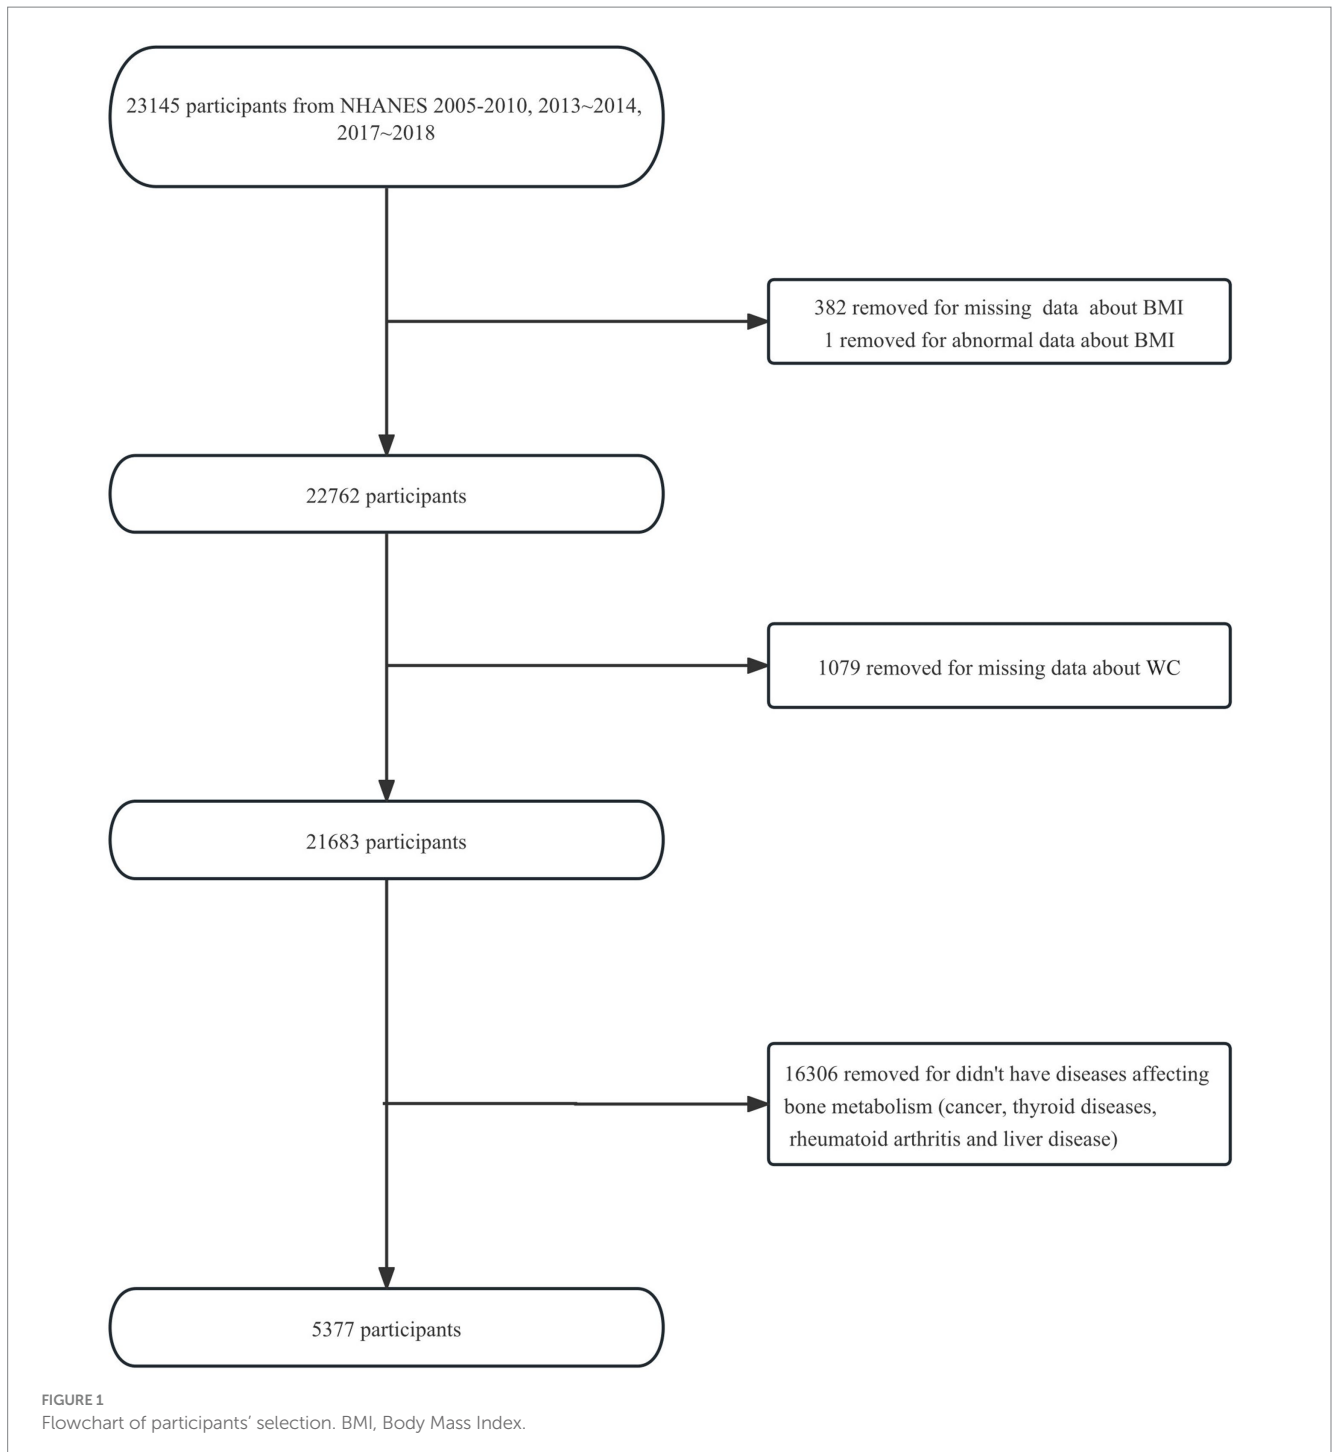 23145 participants from NHANES 2005-2010, 2013~2014,
2017~2018
382 removed for missing data about BMI
1 removed for abnormal data about BMI
22762 participants
1079 removed for missing data about WC
21683 participants
16306 removed for didn't have diseases affecting
bone metabolism (cancer, thyroid diseases,
rheumatoid arthritis and liver disease)
5377 participants
FIGURE 1
Flowchart of participants' selection. BMI, Body Mass Index.